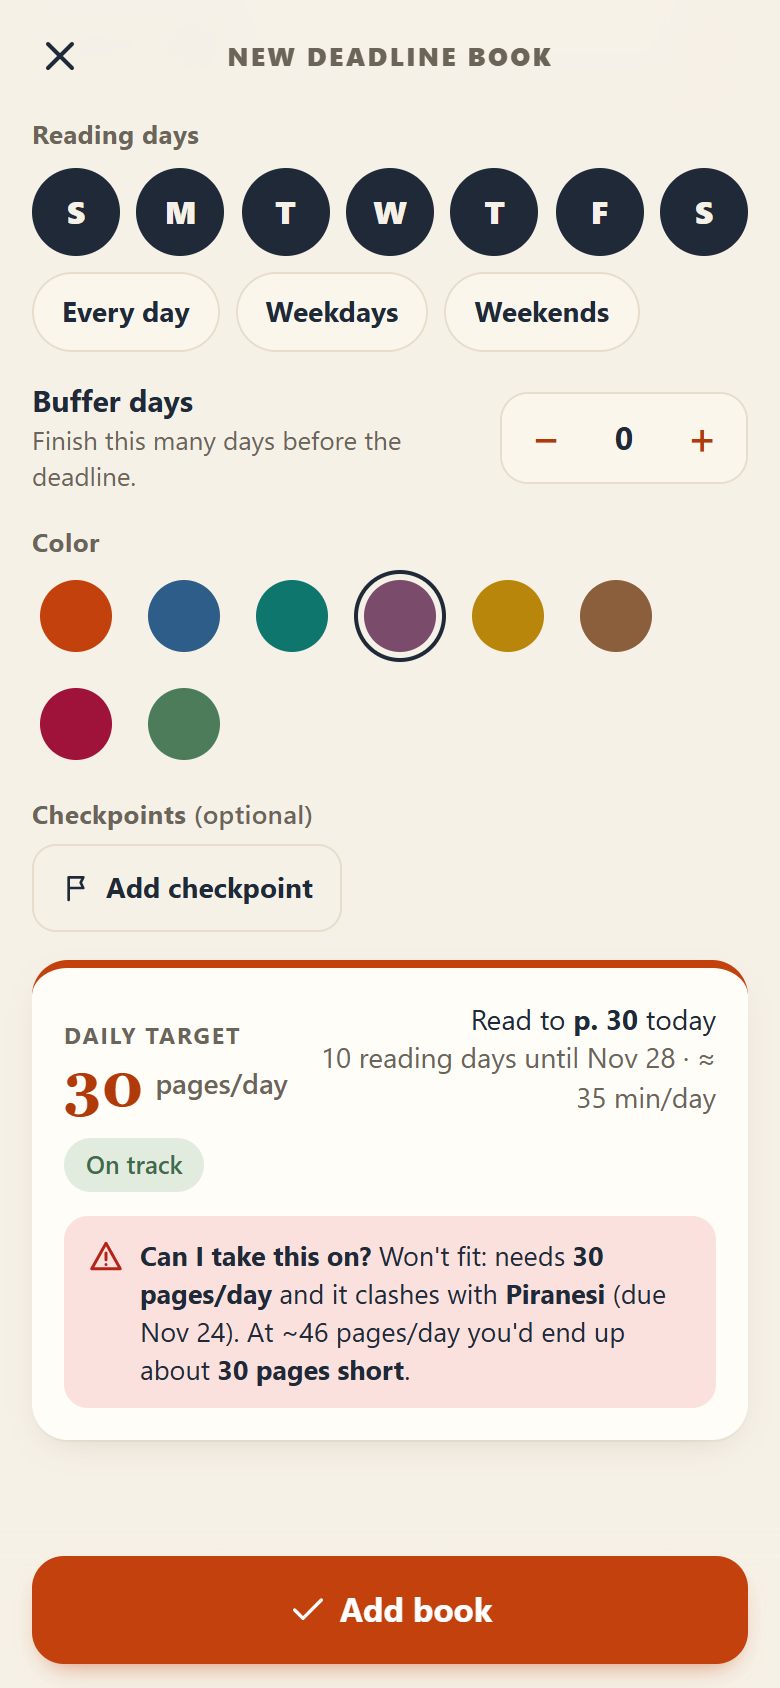 NEW DEADLINE BOOK
Reading days
S M T W T F S
Every day Weekdays Weekends
Buffer days
Finish this many days before the
deadline.
− 0 +
Color
Checkpoints (optional)
Add checkpoint
DAILY TARGET
30 pages/day
Read to p. 30 today
10 reading days until Nov 28 · ≈
35 min/day
On track
Can I take this on? Won't fit: needs 30
pages/day and it clashes with Piranesi (due
Nov 24). At ~46 pages/day you'd end up
about 30 pages short.
Add book